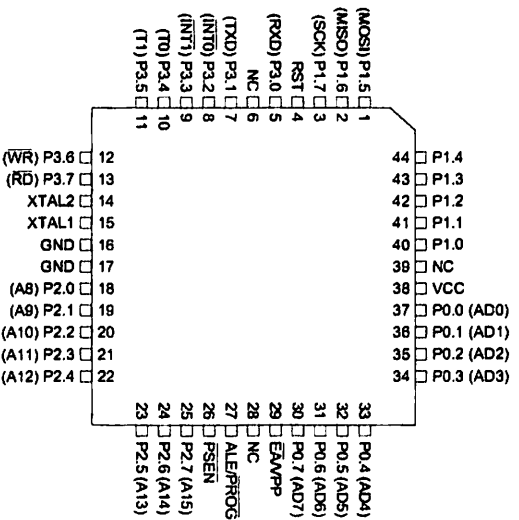 (T1) P3.5 11
(T0) P3.4 10
(INT1) P3.3 9
(INT0) P3.2 8
(TXD) P3.1 7
NC 6
(RXD) P3.0 5
RST 4
(SCK) P1.7 3
(MISO) P1.6 2
(MOSI) P1.5 1
(WR) P3.6 12
(RD) P3.7 13
XTAL2 14
XTAL1 15
GND 16
GND 17
(A8) P2.0 18
(A9) P2.1 19
(A10) P2.2 20
(A11) P2.3 21
(A12) P2.4 22
44 P1.4
43 P1.3
42 P1.2
41 P1.1
40 P1.0
39 NC
38 VCC
37 P0.0 (AD0)
36 P0.1 (AD1)
35 P0.2 (AD2)
34 P0.3 (AD3)
23 P2.5 (A13)
24 P2.6 (A14)
25 P2.7 (A15)
26 PSEN
27 ALE/PROG
28 NC
29 EA/VPP
30 P0.7 (AD7)
31 P0.6 (AD6)
32 P0.5 (AD5)
33 P0.4 (AD4)